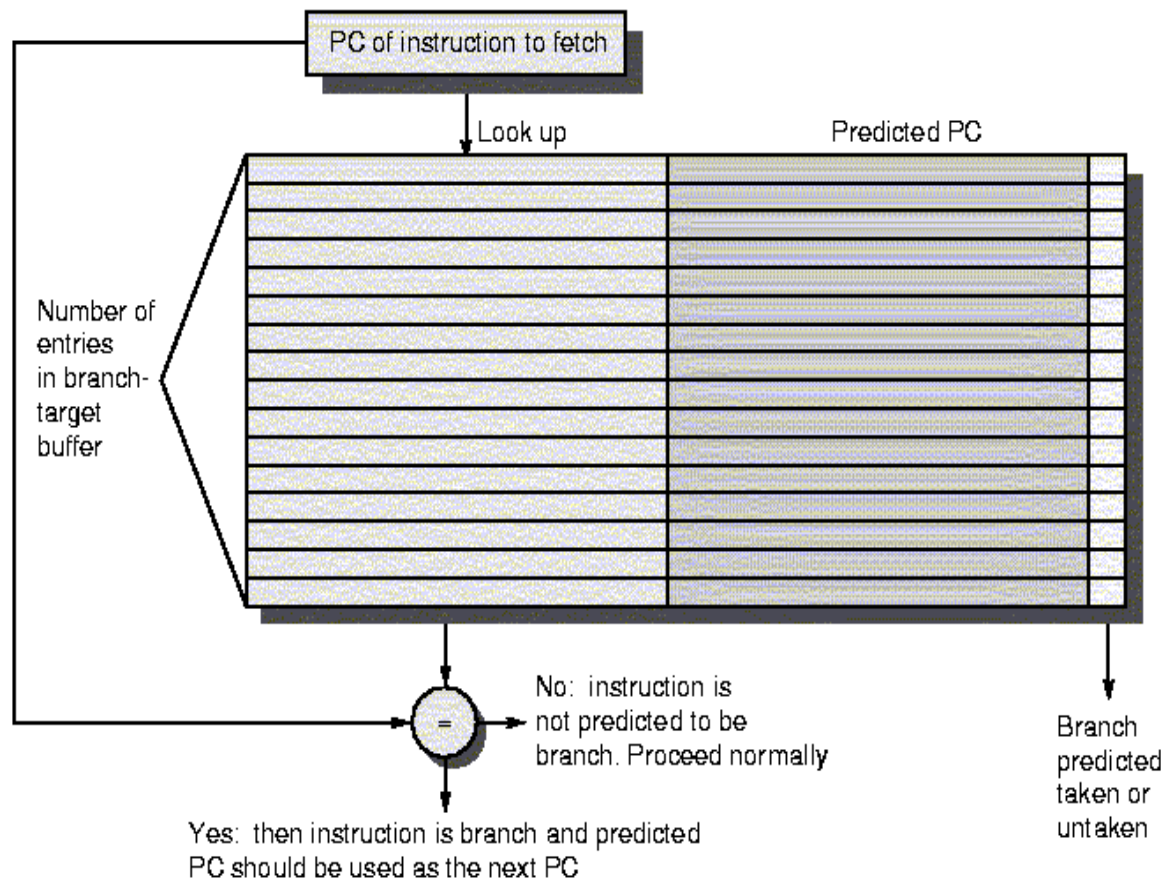 PC of instruction to fetch
Look up
Predicted PC
Number of
entries
in branch-
target
buffer
=
No: instruction is
not predicted to be
branch. Proceed normally
Branch
predicted
taken or
untaken
Yes: then instruction is branch and predicted
PC should be used as the next PC